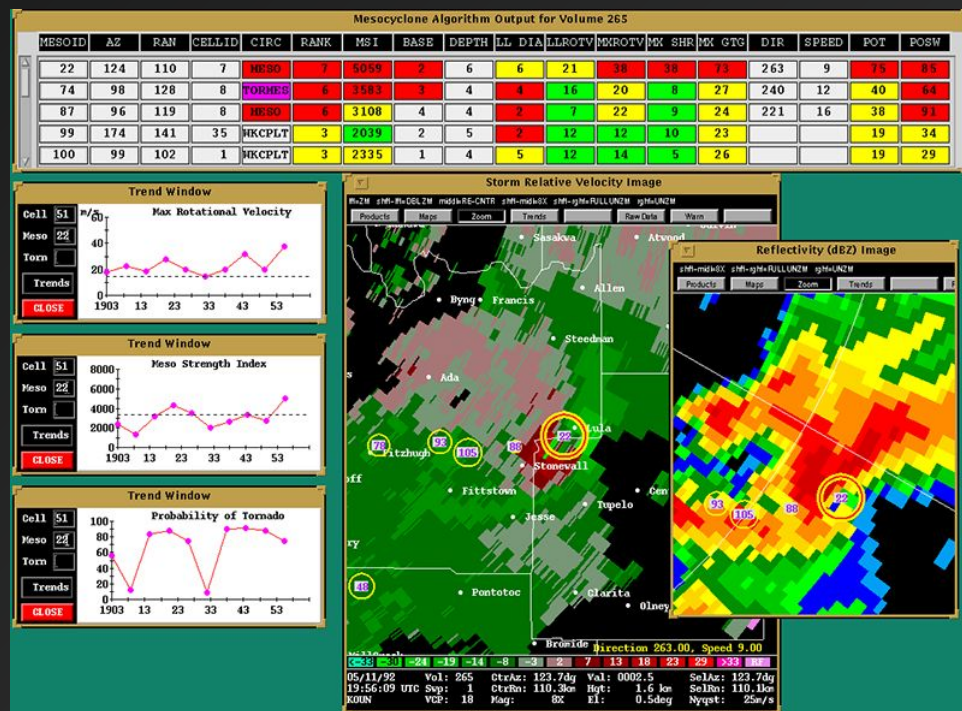 Mesocyclone Algorithm Output for Volume 265
MESOID AZ RAN CELLID CIRC RANK MSI BASE DEPTH LL DIA LLROTV MXROTV MX SHR MX GTG DIR SPEED POT POSW
22 124 110 7 MESO 7 5059 2 6 6 21 38 38 73 263 9 75 85
74 98 128 8 TORMES 6 3583 3 4 4 16 20 8 27 240 12 40 64
87 96 119 8 MESO 6 3108 4 4 2 7 22 9 24 221 16 38 91
99 174 141 35 WKCPLT 3 2039 2 5 2 12 12 10 23 19 34
100 99 102 1 WKCPLT 3 2335 1 4 5 12 14 5 26 19 29
Trend Window
Cell 51
Meso 22
Torn
Trends
CLOSE
Max Rotational Velocity
m/s
60
40
20
0
1903 13 23 33 43 53
Trend Window
Cell 51
Meso 22
Torn
Trends
CLOSE
Meso Strength Index
8000
6000
4000
2000
0
1903 13 23 33 43 53
Trend Window
Cell 51
Meso 22
Torn
Trends
CLOSE
Probability of Tornado
100
80
60
40
20
0
1903 13 23 33 43 53
Storm Relative Velocity Image
Products Maps Zoom Trends Raw Data Warn
Sasakva Atwood
Allen
Byng Francis
Steedman
Ada
Lula
78 93 105 88 22
Fitzhugh
Stonewall
Fittstown
Tupelo
Jesse
48
Pontotoc
Clarita
Olney
Bromide
Direction 263.00, Speed 9.00
<-33 -30 -24 -19 -14 -8 -3 2 7 13 18 23 29 >33 RF
05/11/92 Vol: 265 CtrAz: 123.7dg Val: 0002.5 SelAz: 123.7dg
19:56:09 UTC Swp: 1 CtrRn: 110.3km Hgt: 1.6 km SelRn: 110.1km
KOUN VCP: 18 Mag: 8X El: 0.5deg Nyqst: 25m/s
Reflectivity (dBZ) Image
shft-midl=8X shft-rght=FULLUNZM rght=UNZM
Products Maps Zoom Trends
93 105 88 22